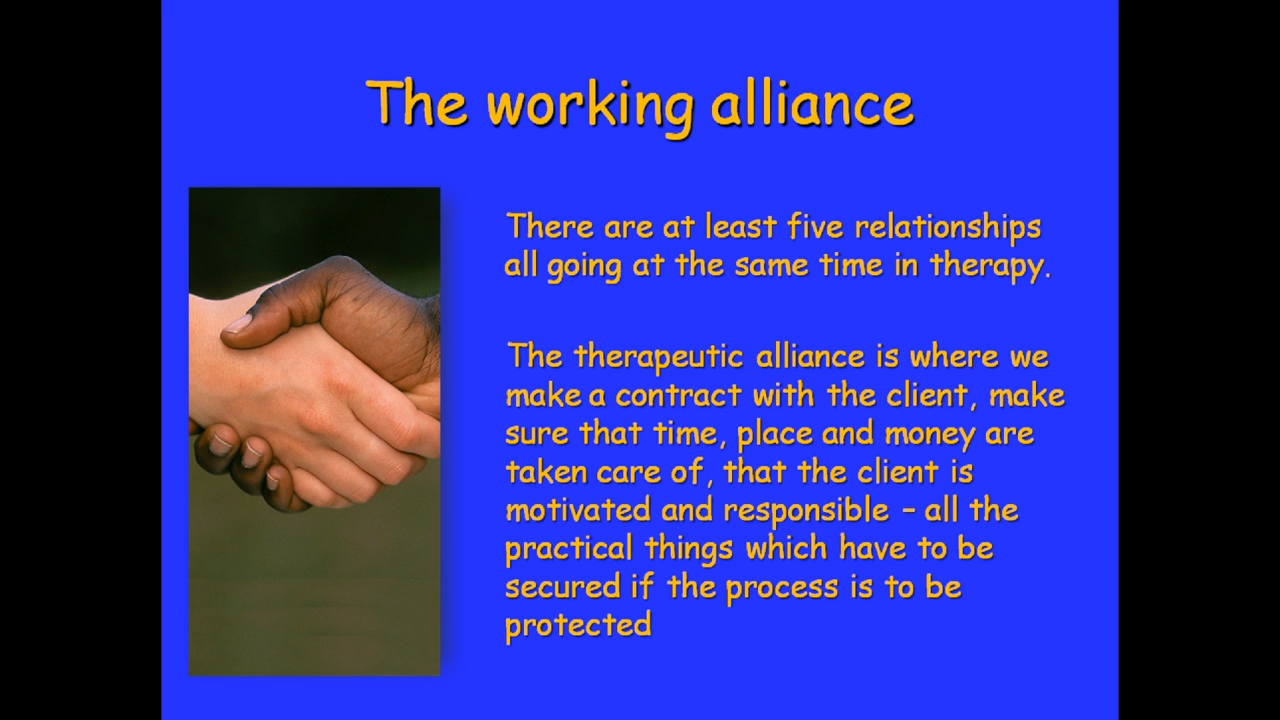 The working alliance
There are at least five relationships
all going at the same time in therapy.
The therapeutic alliance is where we
make a contract with the client, make
sure that time, place and money are
taken care of, that the client is
motivated and responsible – all the
practical things which have to be
secured if the process is to be
protected